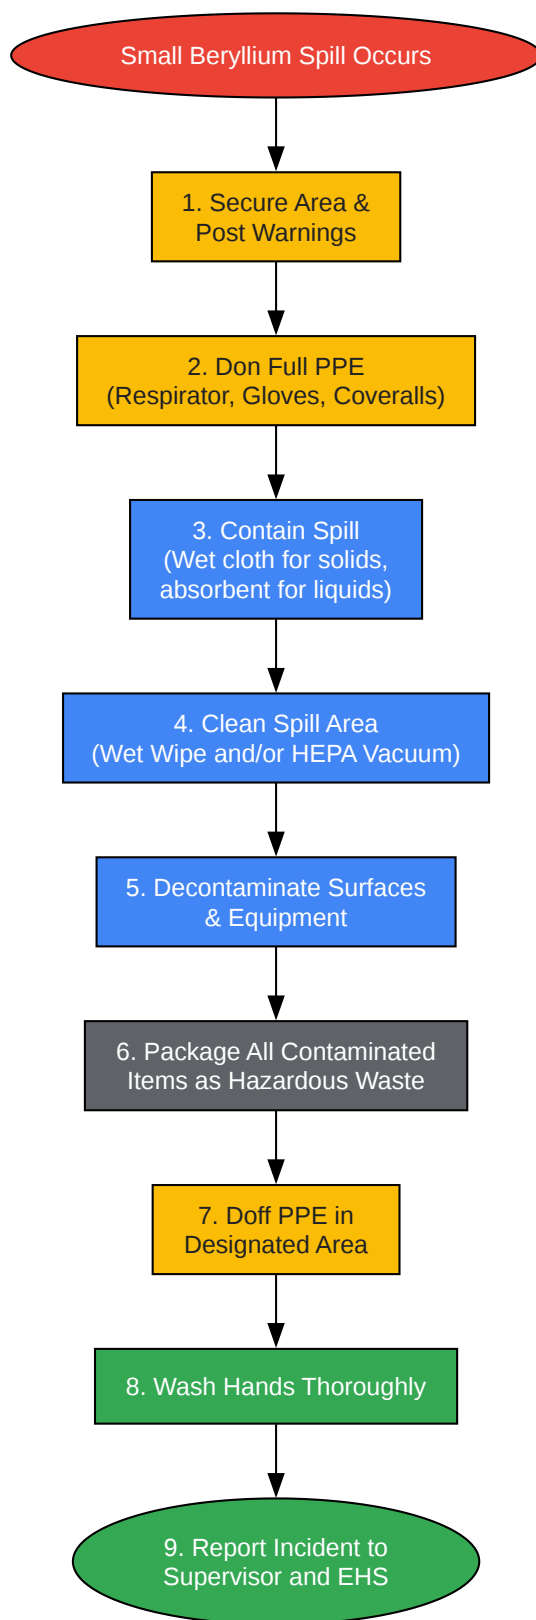 Small Beryllium Spill Occurs
1. Secure Area &
Post Warnings
2. Don Full PPE
(Respirator, Gloves, Coveralls)
3. Contain Spill
(Wet cloth for solids,
absorbent for liquids)
4. Clean Spill Area
(Wet Wipe and/or HEPA Vacuum)
5. Decontaminate Surfaces
& Equipment
6. Package All Contaminated
Items as Hazardous Waste
7. Doff PPE in
Designated Area
8. Wash Hands Thoroughly
9. Report Incident to
Supervisor and EHS